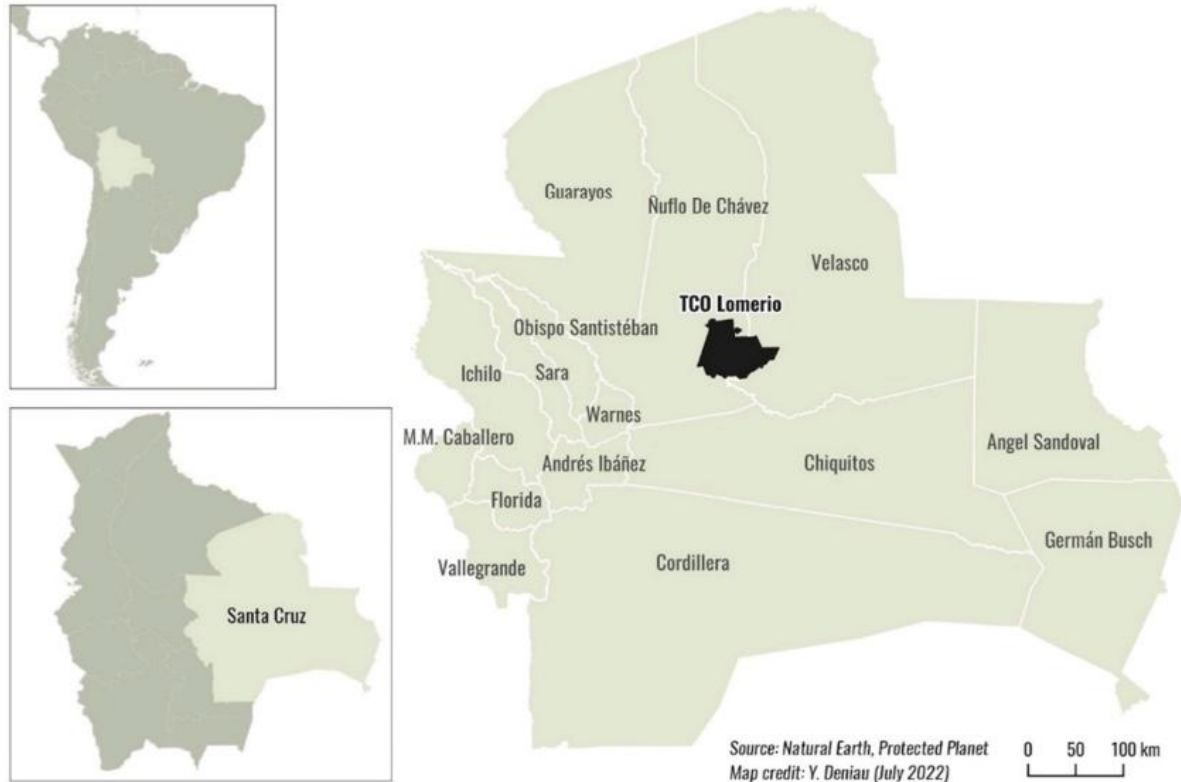 Guarayos
Ñuflo De Chávez
Velasco
TCO Lomerio
Obispo Santistéban
Ichilo
Sara
Warnes
M.M. Caballero
Andrés Ibáñez
Chiquitos
Angel Sandoval
Florida
Germán Busch
Vallegrande
Cordillera
Santa Cruz
Source: Natural Earth, Protected Planet
Map credit: Y. Deniau (July 2022)
0 50 100 km